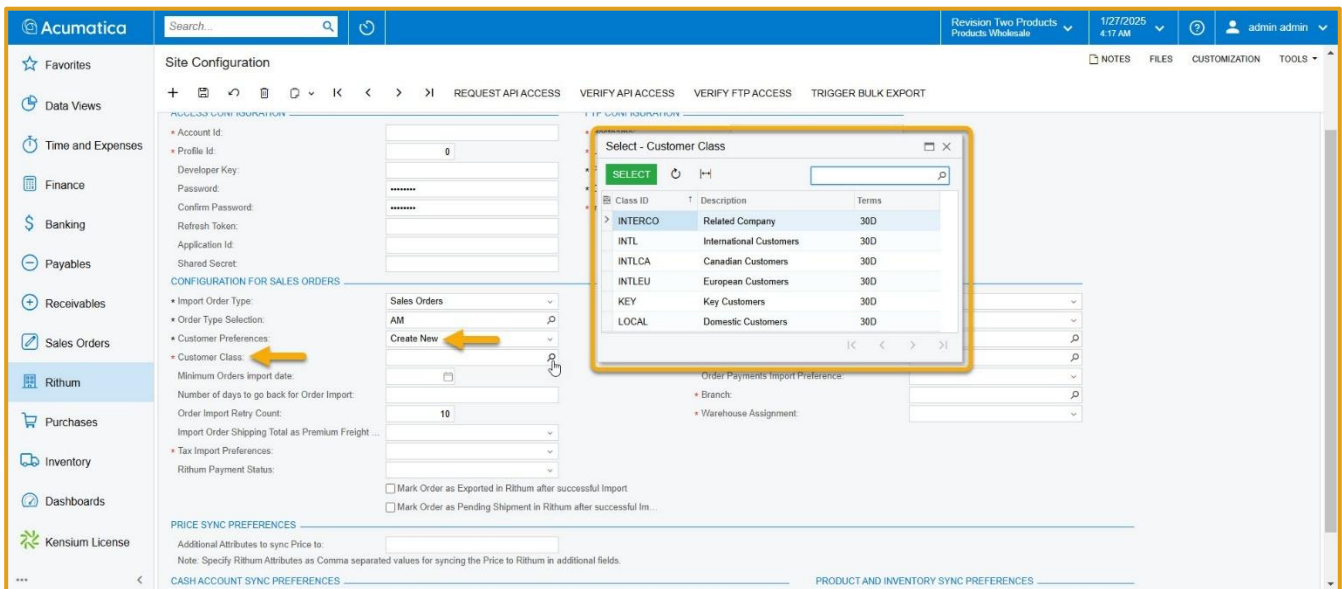 Acumatica
Search...
Revision Two Products
Products Wholesale
1/27/2025
4:17 AM
admin admin
Favorites
Data Views
Time and Expenses
Finance
Banking
Payables
Receivables
Sales Orders
Rithum
Purchases
Inventory
Dashboards
Kensium License
Site Configuration
NOTES FILES CUSTOMIZATION TOOLS
REQUEST API ACCESS VERIFY API ACCESS VERIFY FTP ACCESS TRIGGER BULK EXPORT
ACCESS CONFIGURATION
FTP CONFIGURATION
* Account Id:
* Profile Id: 0
Developer Key:
Password: ••••••••
Confirm Password: ••••••••
Refresh Token:
Application Id:
Shared Secret:
CONFIGURATION FOR SALES ORDERS
* Import Order Type: Sales Orders
* Order Type Selection: AM
* Customer Preferences: Create New
* Customer Class:
Minimum Orders import date:
Number of days to go back for Order Import:
Order Import Retry Count: 10
Import Order Shipping Total as Premium Freight ...
* Tax Import Preferences:
Rithum Payment Status:
Mark Order as Exported in Rithum after successful Import
Mark Order as Pending Shipment in Rithum after successful Im...
Select - Customer Class
SELECT
Class ID Description Terms
INTERCO Related Company 30D
INTL International Customers 30D
INTLCA Canadian Customers 30D
INTLEU European Customers 30D
KEY Key Customers 30D
LOCAL Domestic Customers 30D
Order Payments Import Preference:
* Branch:
* Warehouse Assignment:
PRICE SYNC PREFERENCES
Additional Attributes to sync Price to:
Note: Specify Rithum Attributes as Comma separated values for syncing the Price to Rithum in additional fields.
CASH ACCOUNT SYNC PREFERENCES
PRODUCT AND INVENTORY SYNC PREFERENCES